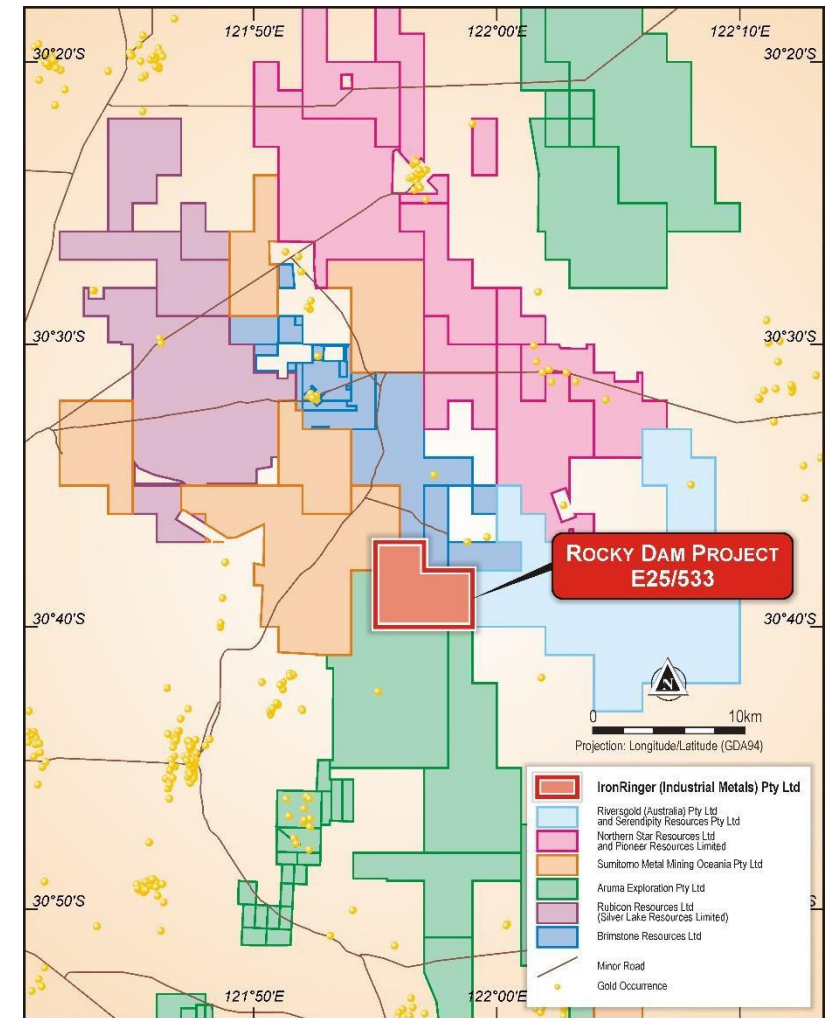 121°50'E 122°00'E 122°10'E
30°20'S 30°20'S
30°30'S 30°30'S
ROCKY DAM PROJECT
E25/533
30°40'S 30°40'S
N
0 10km
Projection: Longitude/Latitude (GDA94)
IronRinger (Industrial Metals) Pty Ltd
Riversgold (Australia) Pty Ltd
and Serendipity Resources Pty Ltd
Northern Star Resources Ltd
and Pioneer Resources Limited
Sumitomo Metal Mining Oceania Pty Ltd
Aruma Exploration Pty Ltd
Rubicon Resources Ltd
(Silver Lake Resources Limited)
Brimstone Resources Ltd
Minor Road
Gold Occurrence
30°50'S
121°50'E 122°00'E